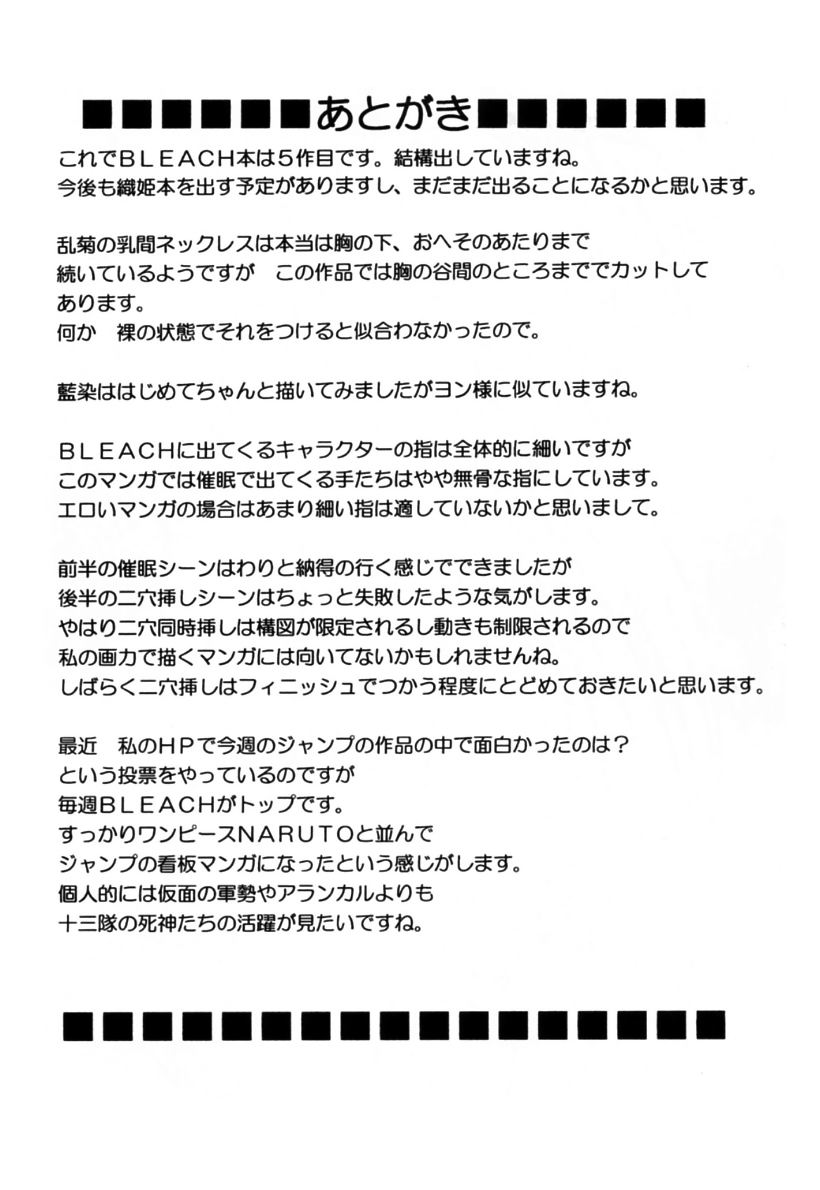 ■■■■■■あとがき■■■■■■
これでＢＬＥＡＣＨ本は５作目です。結構出していますね。
今後も織姫本を出す予定がありますし、まだまだ出ることになるかと思います。
乱菊の乳間ネックレスは本当は胸の下、おへそのあたりまで
続いているようですが　この作品では胸の谷間のところまででカットして
あります。
何か　裸の状態でそれをつけると似合わなかったので。
藍染ははじめてちゃんと描いてみましたがヨン様に似ていますね。
ＢＬＥＡＣＨに出てくるキャラクターの指は全体的に細いですが
このマンガでは催眠で出てくる手たちはやや無骨な指にしています。
エロいマンガの場合はあまり細い指は適していないかと思いまして。
前半の催眠シーンはわりと納得の行く感じでできましたが
後半の二穴挿しシーンはちょっと失敗したような気がします。
やはり二穴同時挿しは構図が限定されるし動きも制限されるので
私の画力で描くマンガには向いてないかもしれませんね。
しばらく二穴挿しはフィニッシュでつかう程度にとどめておきたいと思います。
最近　私のＨＰで今週のジャンプの作品の中で面白かったのは？
という投票をやっているのですが
毎週ＢＬＥＡＣＨがトップです。
すっかりワンピースＮＡＲＵＴＯと並んで
ジャンプの看板マンガになったという感じがします。
個人的には仮面の軍勢やアランカルよりも
十三隊の死神たちの活躍が見たいですね。